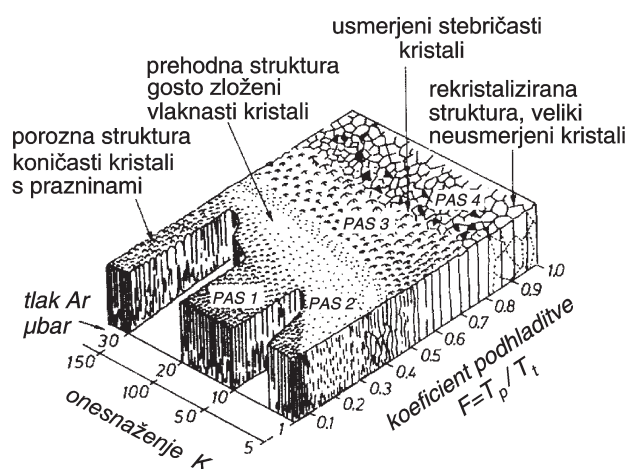 usmerjeni stebričasti
kristali
prehodna struktura
gosto zloženi
vlaknasti kristali
rekristalizirana
struktura, veliki
neusmerjeni kristali
porozna struktura
koničasti kristali
s prazninami
PAS 4
PAS 3
PAS 1
PAS 2
tlak Ar
μbar
30
20
10
1
150
100
50
5
onesnaženje K
0.1
0.2
0.3
0.4
0.5
0.6
0.7
0.8
0.9
1.0
koeficient podhladitve
F=Tp/Tt